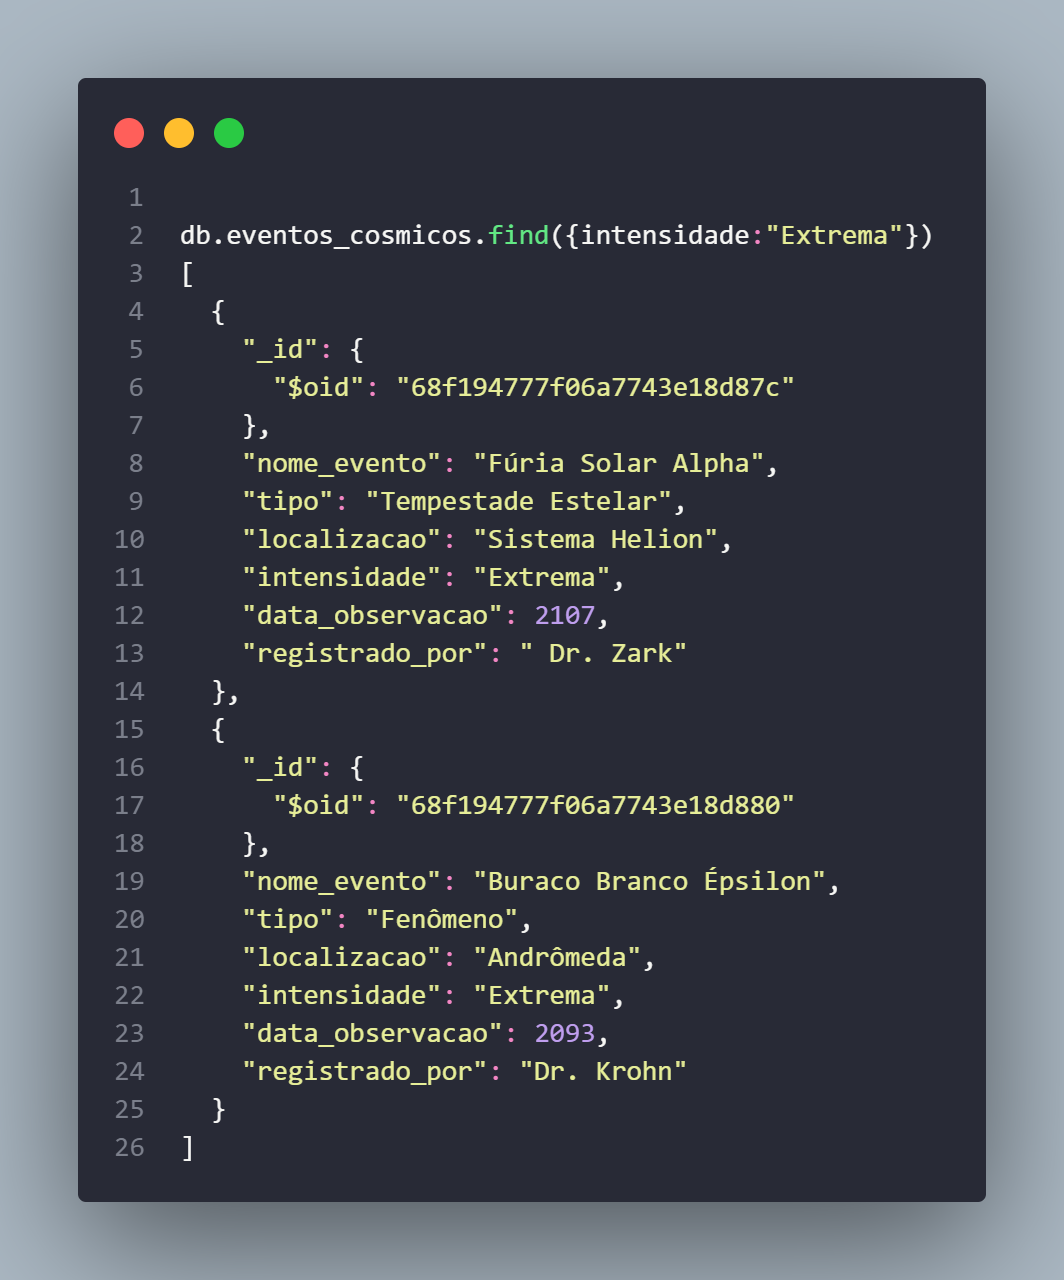 1
2 db.eventos_cosmicos.find({intensidade:"Extrema"})
3 [
4   {
5     "_id": {
6       "$oid": "68f194777f06a7743e18d87c"
7     },
8     "nome_evento": "Fúria Solar Alpha",
9     "tipo": "Tempestade Estelar",
10     "localizacao": "Sistema Helion",
11     "intensidade": "Extrema",
12     "data_observacao": 2107,
13     "registrado_por": " Dr. Zark"
14   },
15   {
16     "_id": {
17       "$oid": "68f194777f06a7743e18d880"
18     },
19     "nome_evento": "Buraco Branco Épsilon",
20     "tipo": "Fenômeno",
21     "localizacao": "Andrômeda",
22     "intensidade": "Extrema",
23     "data_observacao": 2093,
24     "registrado_por": "Dr. Krohn"
25   }
26 ]